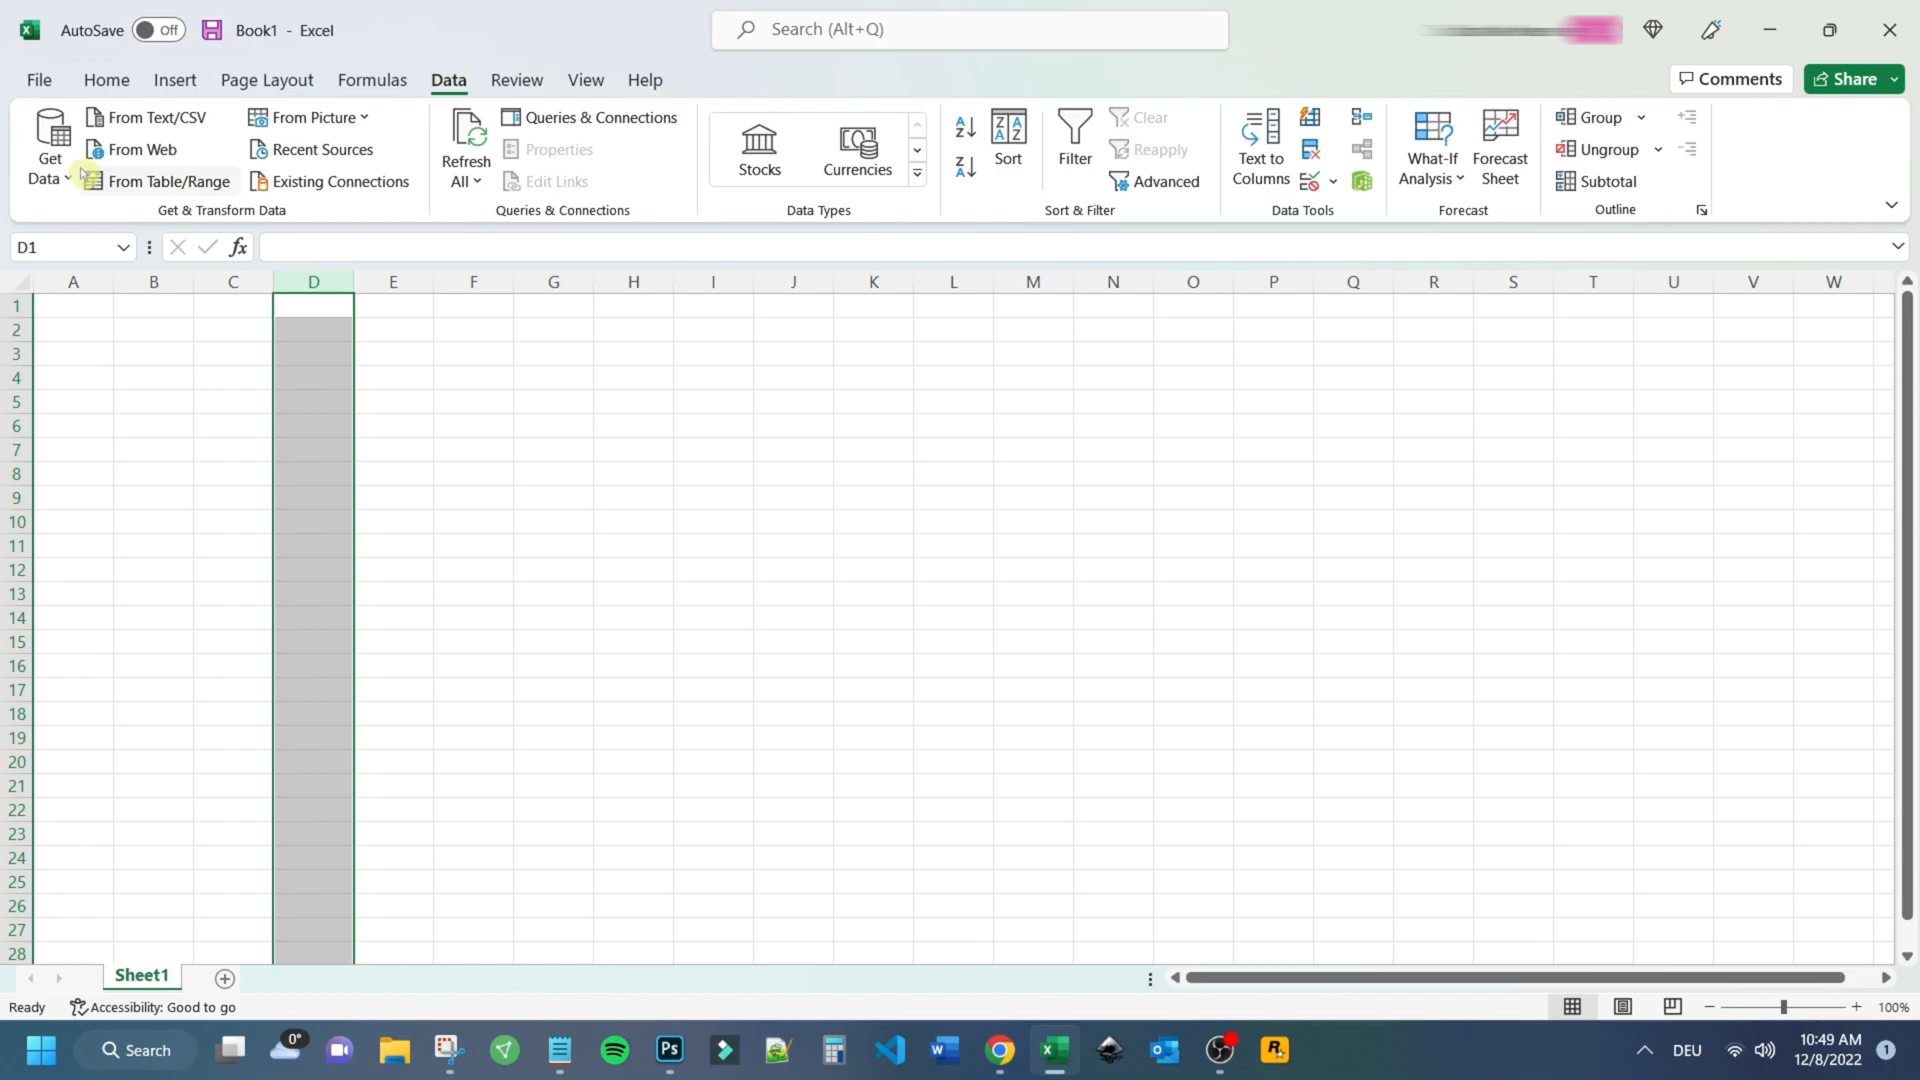 AutoSave Off Book1 - Excel Search (Alt+Q)
File Home Insert Page Layout Formulas Data Review View Help Comments Share
Get Data
From Text/CSV
From Web
From Table/Range
From Picture
Recent Sources
Existing Connections
Get & Transform Data
Refresh All
Queries & Connections
Properties
Edit Links
Queries & Connections
Stocks
Currencies
Data Types
Sort
Filter
Clear
Reapply
Advanced
Sort & Filter
Text to Columns
Data Tools
What-If Analysis
Forecast Sheet
Forecast
Group
Ungroup
Subtotal
Outline
D1 fx
A B C D E F G H I J K L M N O P Q R S T U V W
1
2
3
4
5
6
7
8
9
10
11
12
13
14
15
16
17
18
19
20
21
22
23
24
25
26
27
28
Sheet1
Ready Accessibility: Good to go 100%
Search 0° Ps DEU 10:49 AM 1
12/8/2022